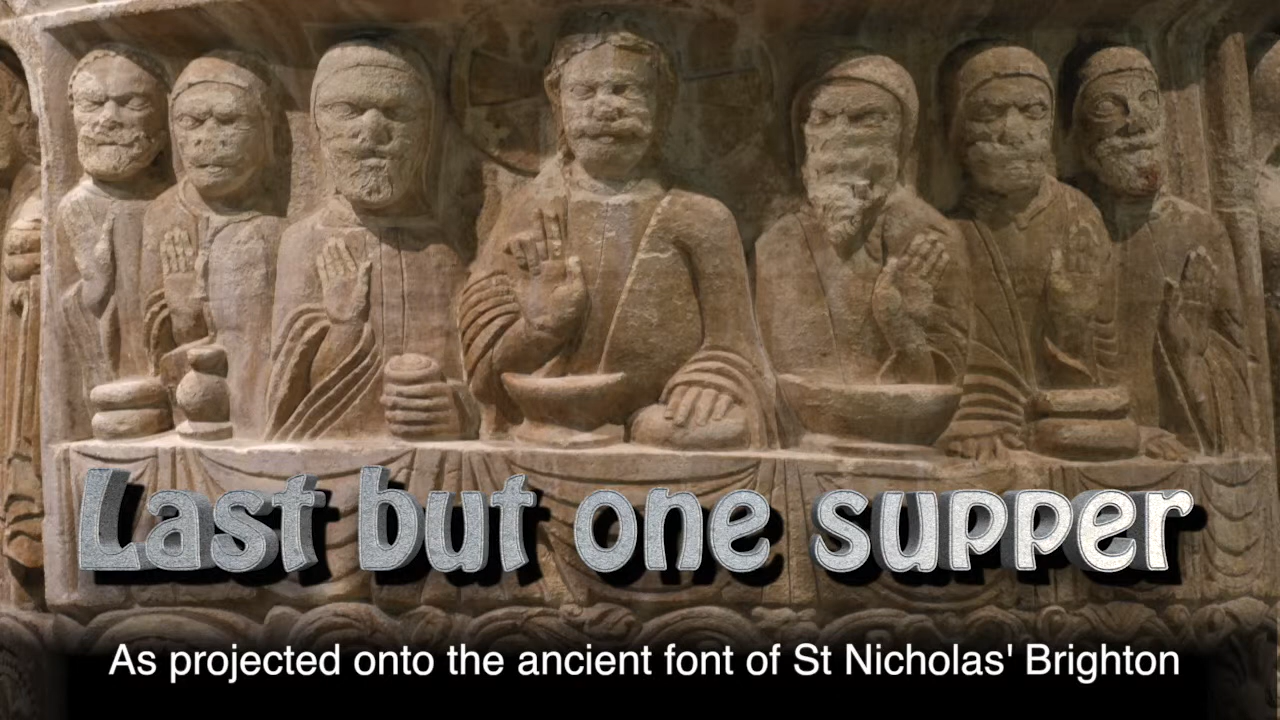 Last but one supper
As projected onto the ancient font of St Nicholas' Brighton